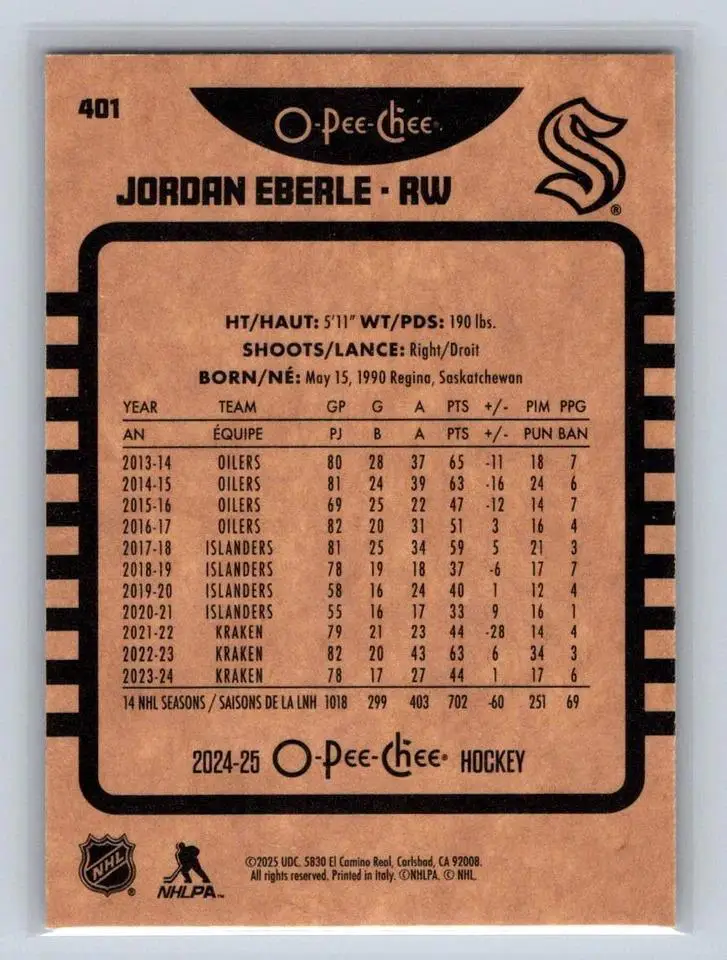 401
O-Pee-Chee®
S®
JORDAN EBERLE · RW
HT/HAUT: 5'11" WT/PDS: 190 lbs.
SHOOTS/LANCE: Right/Droit
BORN/NÉ: May 15, 1990 Regina, Saskatchewan
YEAR TEAM GP G A PTS +/- PIM PPG
AN ÉQUIPE PJ B A PTS +/- PUN BAN
2013-14 OILERS 80 28 37 65 -11 18 7
2014-15 OILERS 81 24 39 63 -16 24 6
2015-16 OILERS 69 25 22 47 -12 14 7
2016-17 OILERS 82 20 31 51 3 16 4
2017-18 ISLANDERS 81 25 34 59 5 21 3
2018-19 ISLANDERS 78 19 18 37 -6 17 7
2019-20 ISLANDERS 58 16 24 40 1 12 4
2020-21 ISLANDERS 55 16 17 33 9 16 1
2021-22 KRAKEN 79 21 23 44 -28 14 4
2022-23 KRAKEN 82 20 43 63 6 34 3
2023-24 KRAKEN 78 17 27 44 1 17 6
14 NHL SEASONS / SAISONS DE LA LNH 1018 299 403 702 -60 251 69
2024-25 O-Pee-Chee® HOCKEY
NHL®
NHLPA™
©2025 UDC. 5830 El Camino Real, Carlsbad, CA 92008.
All rights reserved. Printed in Italy. ©NHLPA. © NHL.